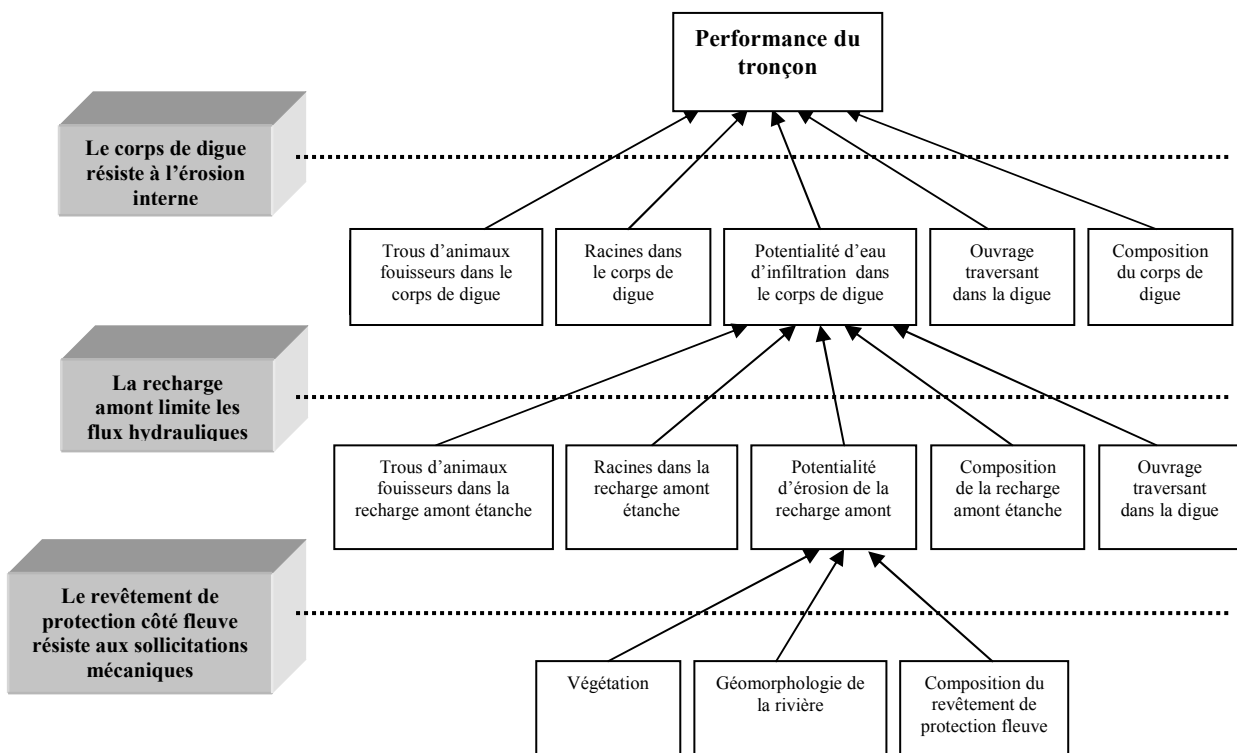 Performance du
tronçon
Le corps de digue
résiste à l'érosion
interne
Trous d'animaux
fouisseurs dans le
corps de digue
Racines dans
le corps de
digue
Potentialité d'eau
d'infiltration dans
le corps de digue
Ouvrage
traversant
dans la digue
Composition
du corps de
digue
La recharge
amont limite les
flux hydrauliques
Trous d'animaux
fouisseurs dans la
recharge amont étanche
Racines dans la
recharge amont
étanche
Potentialité
d'érosion de la
recharge amont
Composition
de la recharge
amont étanche
Ouvrage
traversant
dans la digue
Le revêtement de
protection côté fleuve
résiste aux sollicitations
mécaniques
Végétation
Géomorphologie de
la rivière
Composition du
revêtement de
protection fleuve